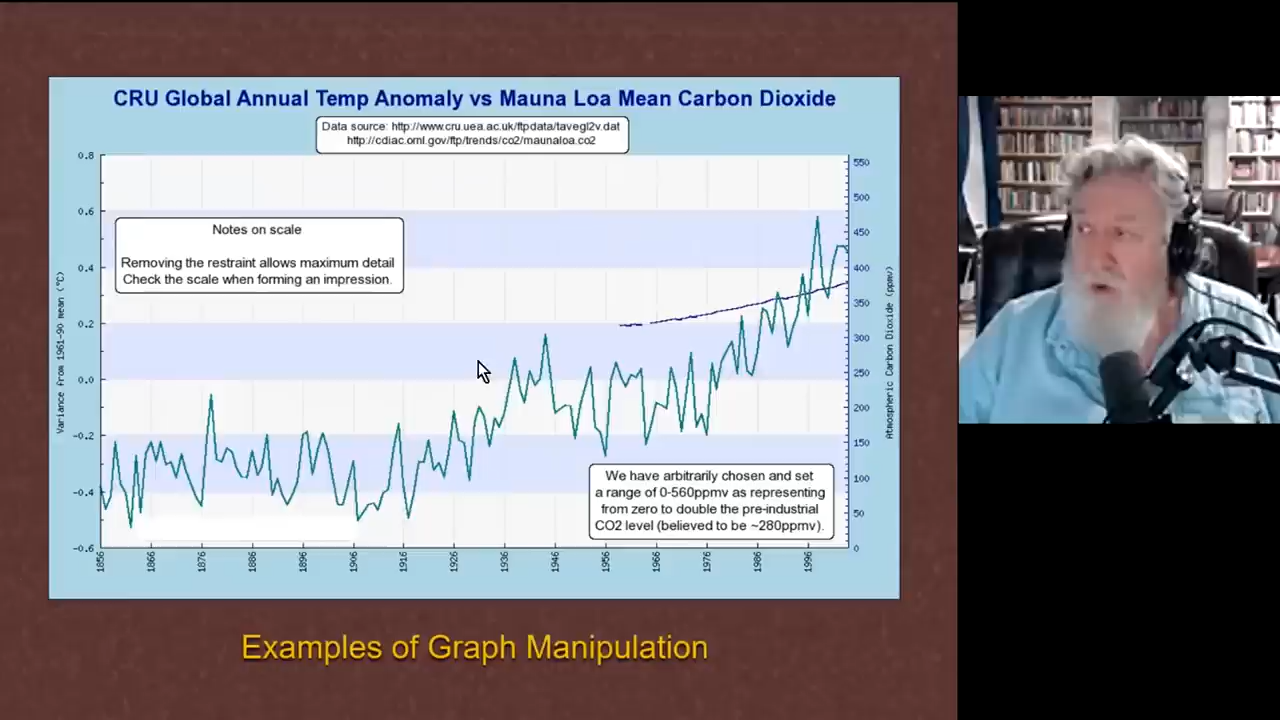 CRU Global Annual Temp Anomaly vs Mauna Loa Mean Carbon Dioxide
Data source: http://www.cru.uea.ac.uk/ftpdata/tavegl2v.dat
http://cdiac.ornl.gov/ftp/trends/co2/maunaloa.co2
Notes on scale
Removing the restraint allows maximum detail
Check the scale when forming an impression.
We have arbitrarily chosen and set
a range of 0-560ppmv as representing
from zero to double the pre-industrial
CO2 level (believed to be ~280ppmv).
Variance from 1961-90 mean (°C)
0.8
0.6
0.4
0.2
0.0
-0.2
-0.4
-0.6
550
500
450
400
350
300
250
200
150
100
50
0
Atmospheric Carbon Dioxide (ppmv)
1856
1866
1876
1886
1896
1906
1916
1926
1936
1946
1956
1966
1976
1986
1996
Examples of Graph Manipulation